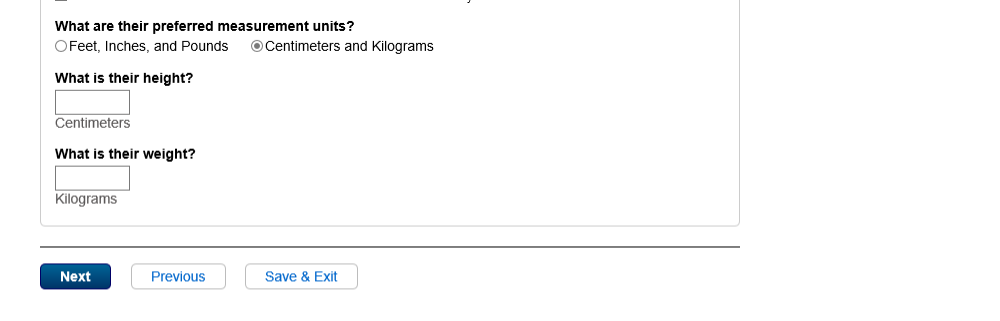 What are their preferred measurement units?
Feet, Inches, and Pounds Centimeters and Kilograms
What is their height?
Centimeters
What is their weight?
Kilograms
Next Previous Save & Exit